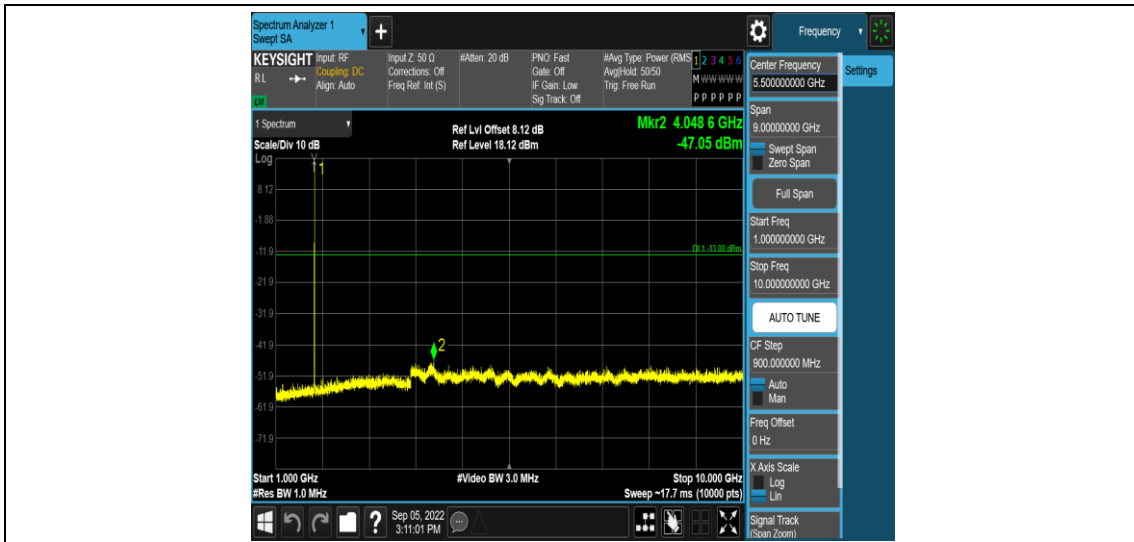 Spectrum Analyzer 1
Swept SA
+
Frequency
KEYSIGHT
RL
LXI
Input: RF
Coupling: DC
Align: Auto
Input Z: 50 Ω
Corrections: Off
Freq Ref: Int (S)
#Atten: 20 dB
PNO: Fast
Gate: Off
IF Gain: Low
Sig Track: Off
#Avg Type: Power (RMS
Avg|Hold: 50/50
Trig: Free Run
1 2 3 4 5 6
M W W W W W
P P P P P P
1 Spectrum
Scale/Div 10 dB
Log
Ref Lvl Offset 8.12 dB
Ref Level 18.12 dBm
Mkr2 4.048 6 GHz
-47.05 dBm
1
8.12
-1.88
-11.9
DL1 -13.00 dBm
-21.9
-31.9
-41.9
2
-51.9
-61.9
-71.9
Start 1.000 GHz
#Res BW 1.0 MHz
#Video BW 3.0 MHz
Stop 10.000 GHz
Sweep ~17.7 ms (10000 pts)
?
Sep 05, 2022
3:11:01 PM
Center Frequency
5.500000000 GHz
Settings
Span
9.00000000 GHz
Swept Span
Zero Span
Full Span
Start Freq
1.000000000 GHz
Stop Freq
10.000000000 GHz
AUTO TUNE
CF Step
900.000000 MHz
Auto
Man
Freq Offset
0 Hz
X Axis Scale
Log
Lin
Signal Track
(Span Zoom)